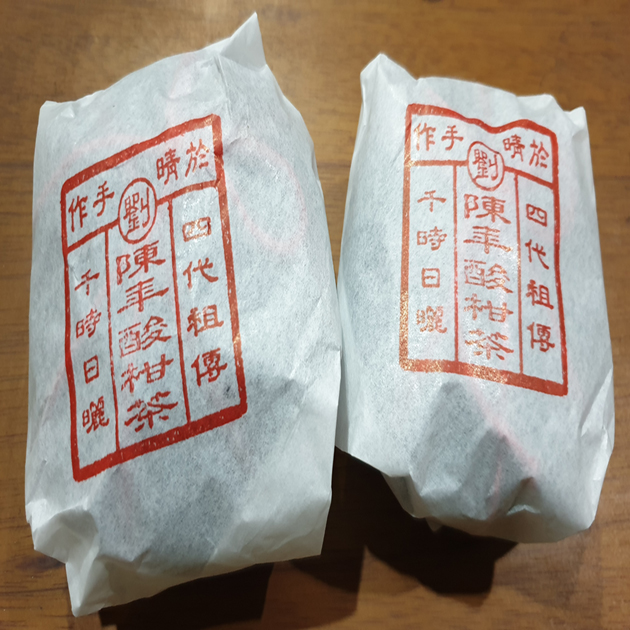 於晴 劉 手作
四代祖傳
陳年酸柑茶
千時日曬
於晴 劉 手作
四代祖傳
陳年酸柑茶
千時日曬